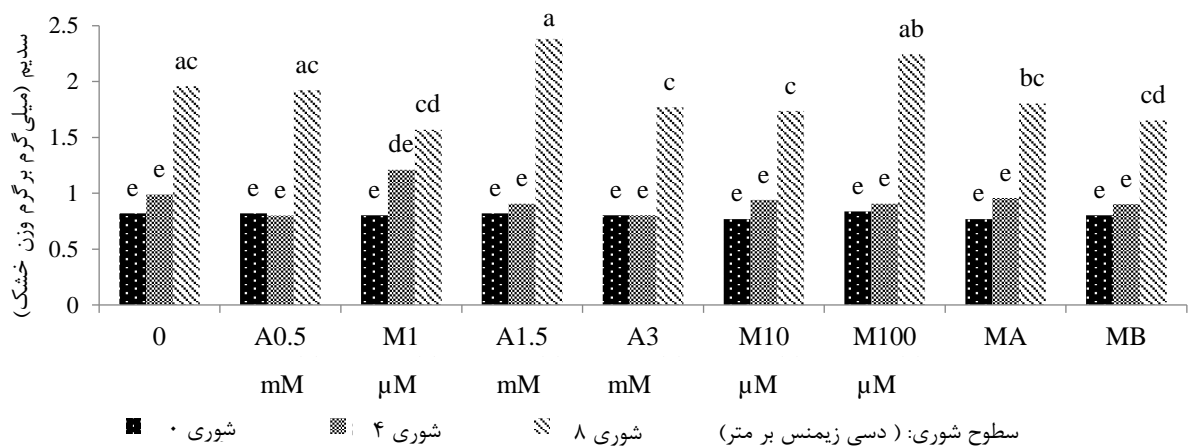 سدیم (میلی گرم بر گرم وزن خشک)
2.5
2
1.5
1
0.5
0
e e ac
e e ac
e de cd
e e a
e e c
e e c
e e ab
e e bc
e e cd
0 A0.5 M1 A1.5 A3 M10 M100 MA MB
mM µM mM mM µM µM
سطوح شوری: ( دسی زیمنس بر متر) شوری ۸ شوری ۴ شوری ۰